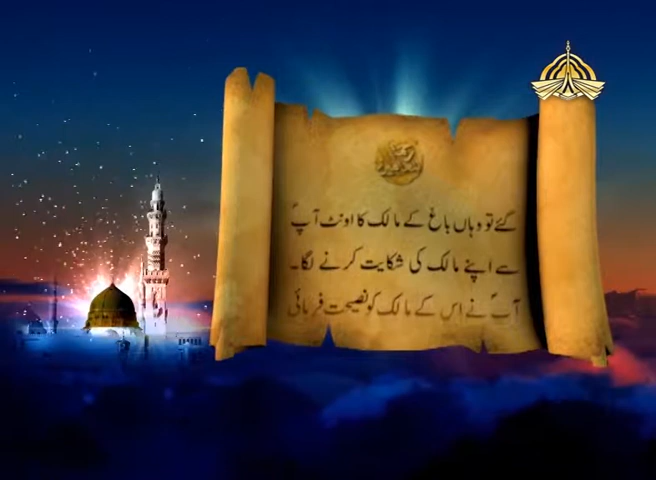 گئے تو وہاں باغ کے مالک کا اونٹ آپؐ
سے اپنے مالک کی شکایت کرنے لگا۔
آپؐ نے اس کے مالک کو نصیحت فرمائی